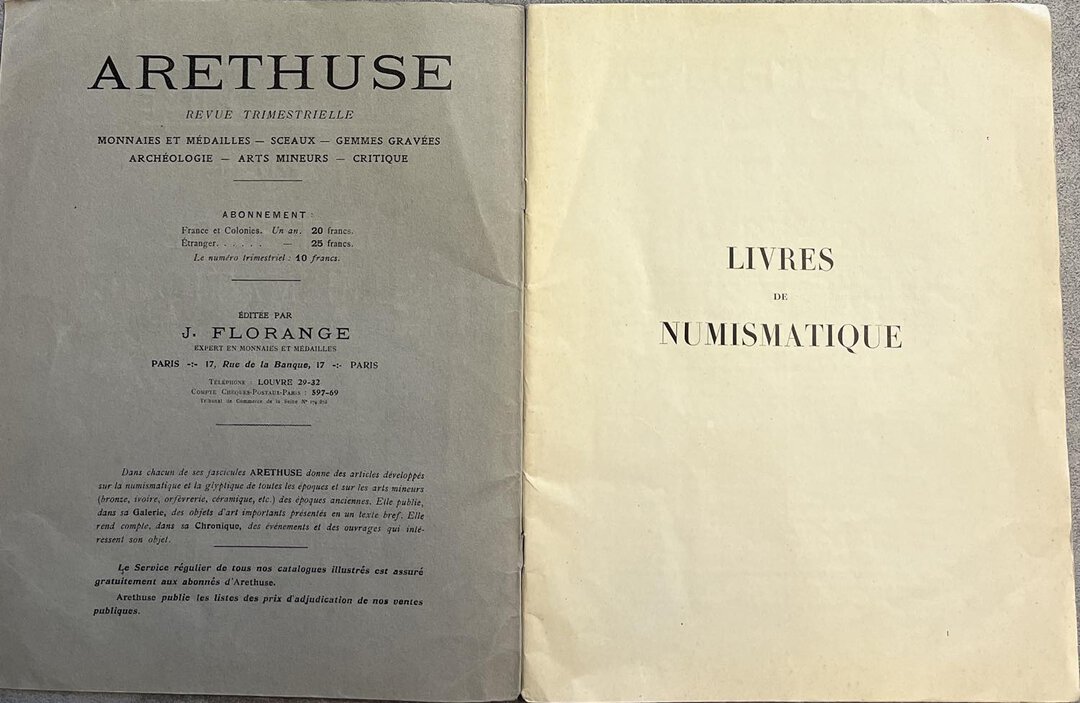 ARETHUSE
REVUE TRIMESTRIELLE
MONNAIES ET MÉDAILLES — SCEAUX — GEMMES GRAVÉES
ARCHÉOLOGIE — ARTS MINEURS — CRITIQUE
ABONNEMENT :
France et Colonies. Un an. 20 francs.
Étranger. . . . . . — 25 francs.
Le numéro trimestriel : 10 francs.
ÉDITÉE PAR
J. FLORANGE
EXPERT EN MONNAIES ET MÉDAILLES
PARIS -:- 17, Rue de la Banque, 17 -:- PARIS
TÉLÉPHONE : LOUVRE 29-32
COMPTE CHÈQUES-POSTAUX-PARIS : 597-69
Tribunal de Commerce de la Seine Nº
Dans chacun de ses fascicules ARETHUSE donne des articles développés
sur la numismatique et la glyptique de toutes les époques et sur les arts mineurs
(bronze, ivoire, orfèvrerie, céramique, etc.) des époques anciennes. Elle publie,
dans sa Galerie, des objets d'art importants présentés en un texte bref. Elle
rend compte, dans sa Chronique, des événements et des ouvrages qui inté-
ressent son objet.
Le Service régulier de tous nos catalogues illustrés est assuré
gratuitement aux abonnés d'Arethuse.
Arethuse publie les listes des prix d'adjudication de nos ventes
publiques.
LIVRES
DE
NUMISMATIQUE